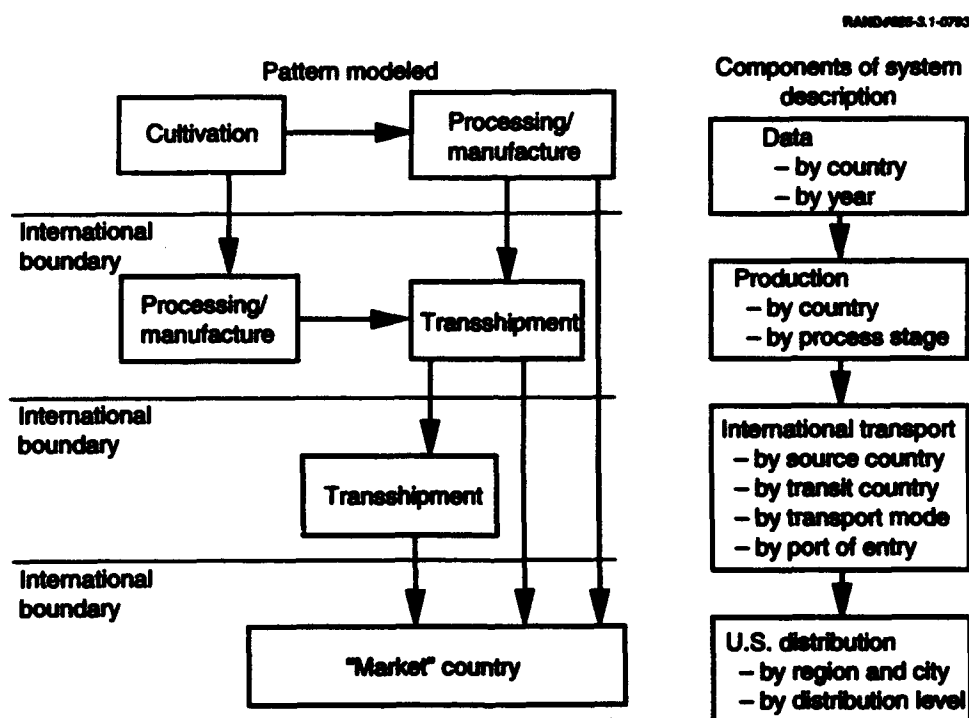 Pattern modeled
Cultivation
Processing/
manufacture
International
boundary
Processing/
manufacture
Transshipment
International
boundary
Transshipment
International
boundary
"Market" country
Components of system
description
Data
– by country
– by year
Production
– by country
– by process stage
International transport
– by source country
– by transit country
– by transport mode
– by port of entry
U.S. distribution
– by region and city
– by distribution level